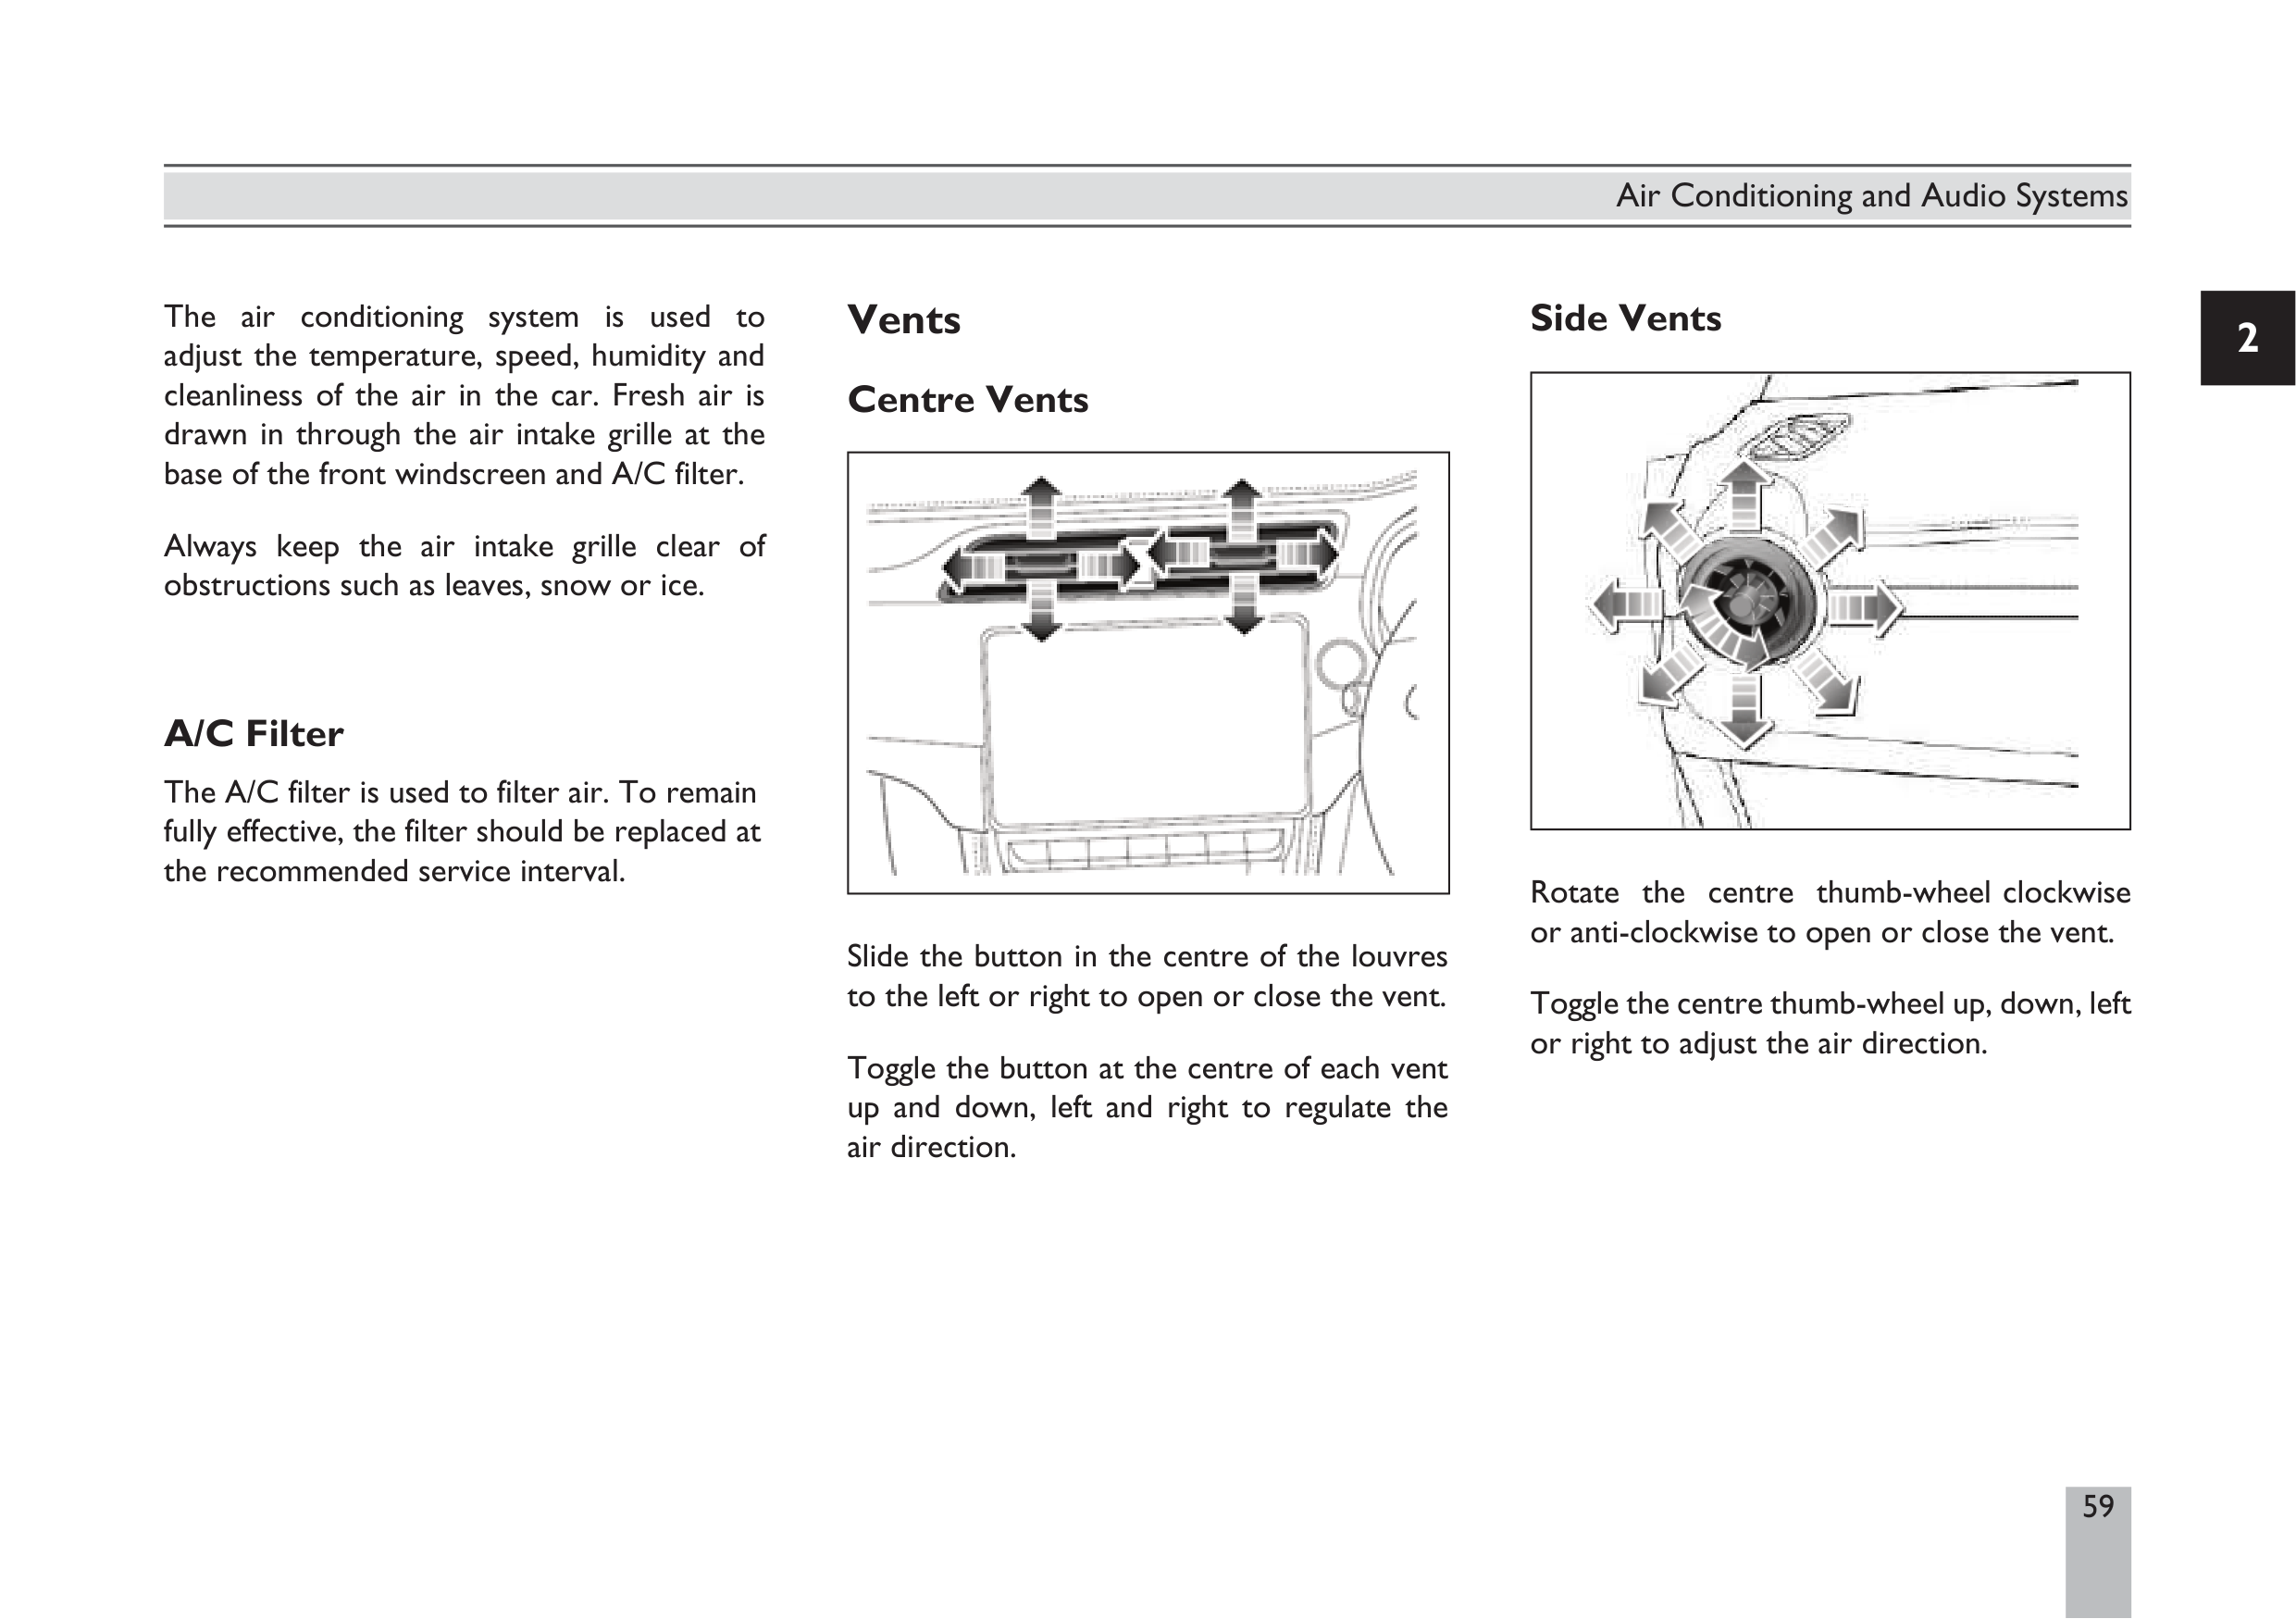 Air Conditioning and Audio Systems
The air conditioning system is used to
adjust the temperature, speed, humidity and
cleanliness of the air in the car. Fresh air is
drawn in through the air intake grille at the
base of the front windscreen and A/C filter.
Always keep the air intake grille clear of
obstructions such as leaves, snow or ice.
A/C Filter
The A/C filter is used to filter air. To remain
fully effective, the filter should be replaced at
the recommended service interval.
Vents
Centre Vents
Slide the button in the centre of the louvres
to the left or right to open or close the vent.
Toggle the button at the centre of each vent
up and down, left and right to regulate the
air direction.
Side Vents
Rotate the centre thumb-wheel clockwise
or anti-clockwise to open or close the vent.
Toggle the centre thumb-wheel up, down, left
or right to adjust the air direction.
2
59